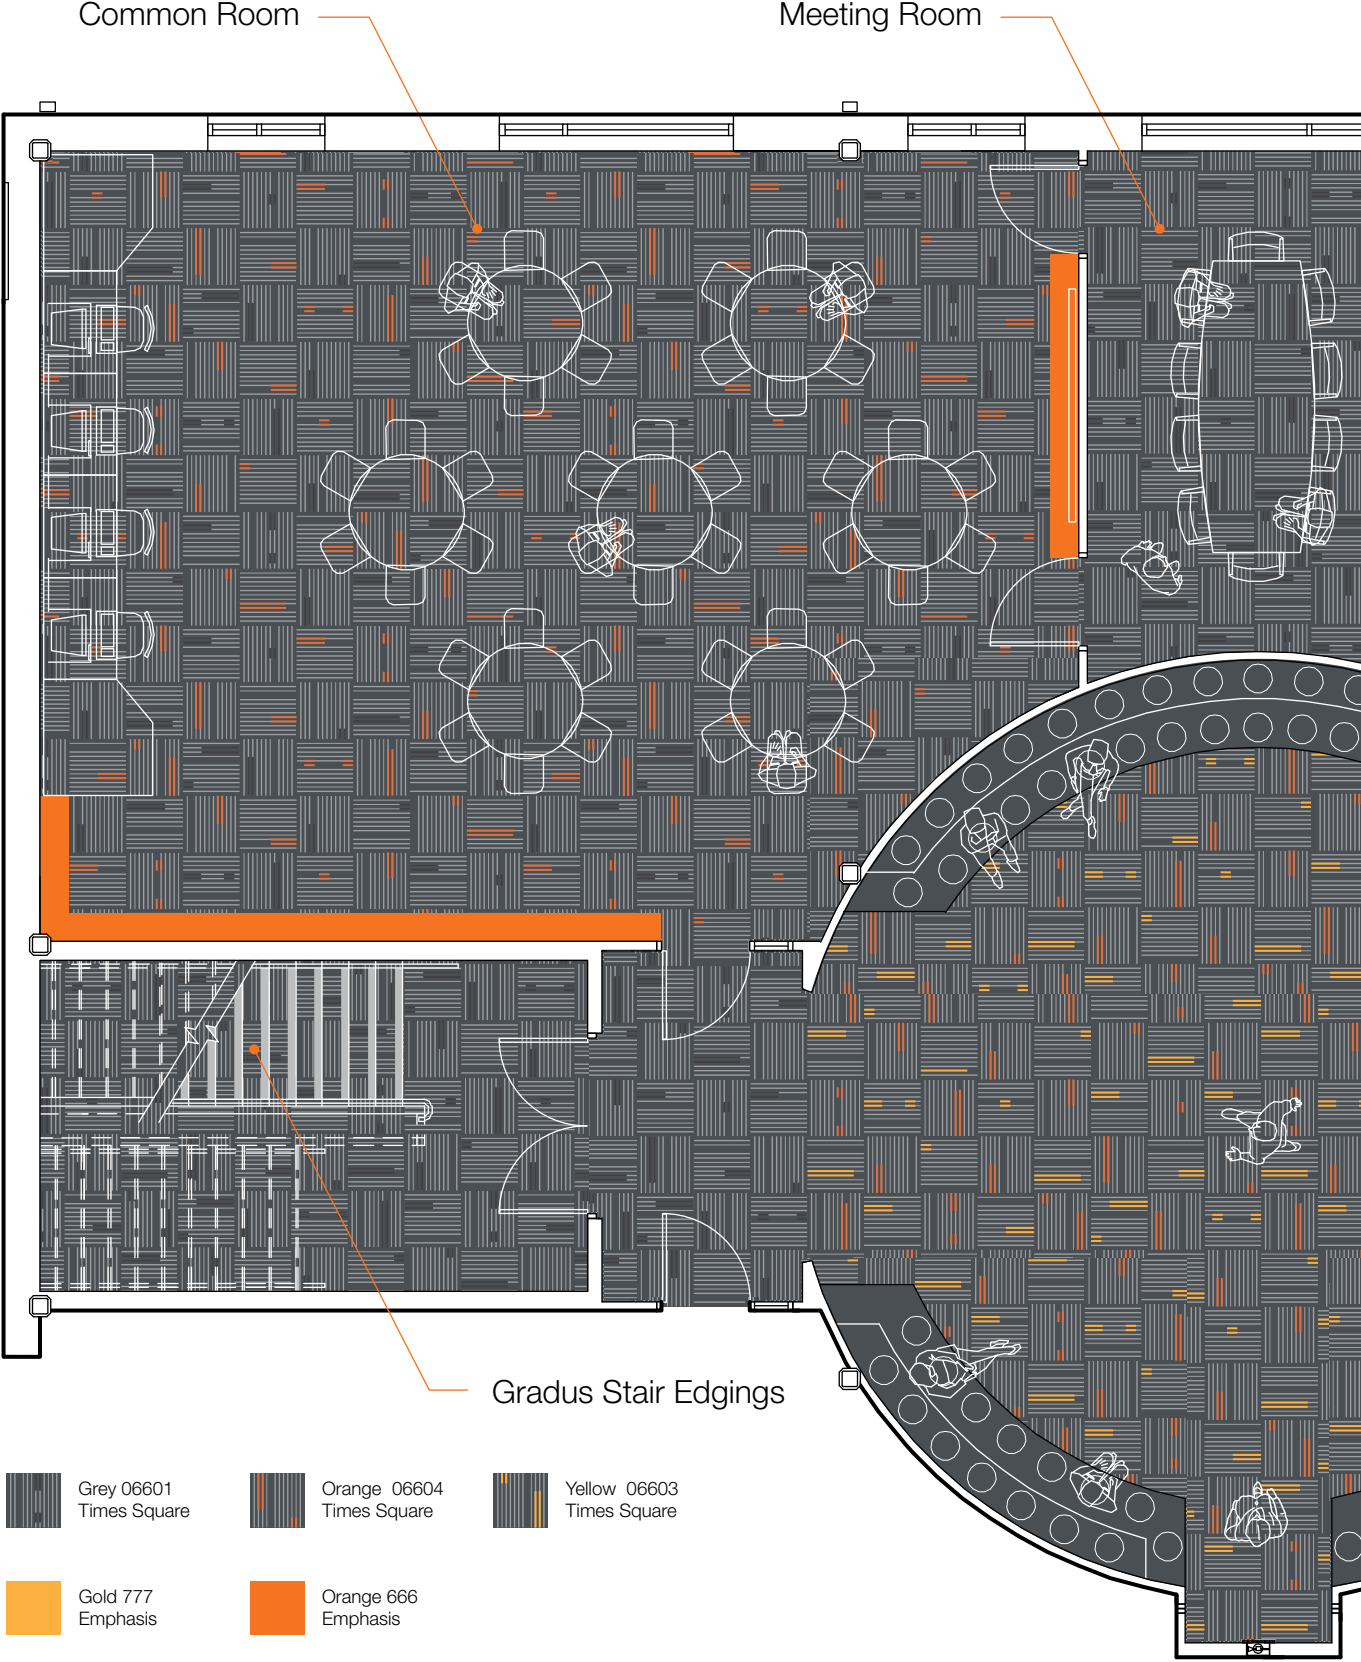 Common Room
Meeting Room
Gradus Stair Edgings
Grey 06601
Times Square
Orange 06604
Times Square
Yellow 06603
Times Square
Gold 777
Emphasis
Orange 666
Emphasis